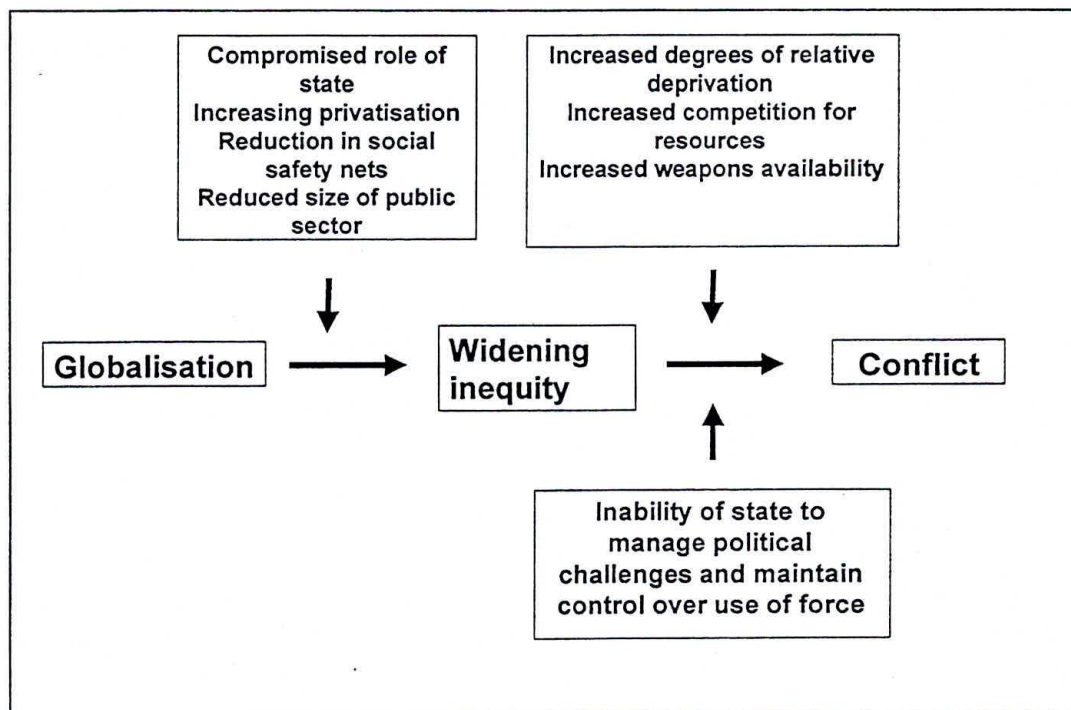 Compromised role of
state
Increasing privatisation
Reduction in social
safety nets
Reduced size of public
sector
Increased degrees of relative
deprivation
Increased competition for
resources
Increased weapons availability
Globalisation
Widening
inequity
Conflict
Inability of state to
manage political
challenges and maintain
control over use of force